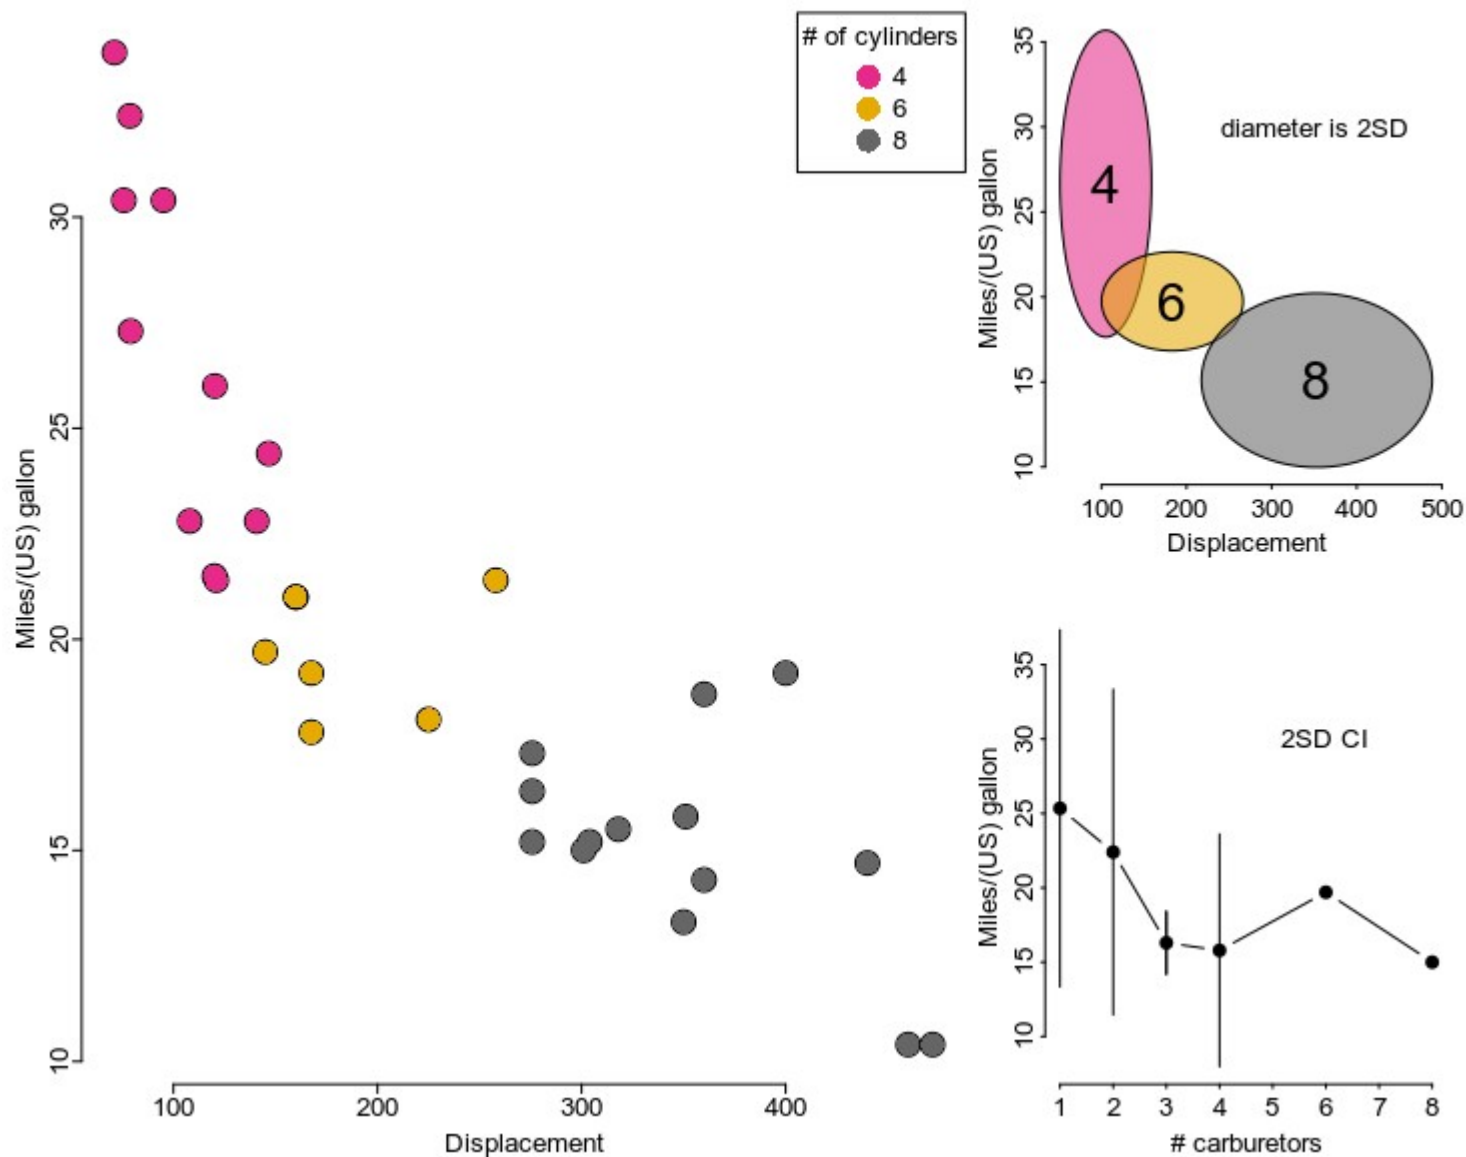 # of cylinders
4
6
8
Miles/(US) gallon
30
25
20
15
10
100 200 300 400
Displacement
diameter is 2SD
Miles/(US) gallon
35
30
25
20
15
10
4
6
8
100 200 300 400 500
Displacement
2SD CI
Miles/(US) gallon
35
30
25
20
15
10
1 2 3 4 5 6 7 8
# carburetors